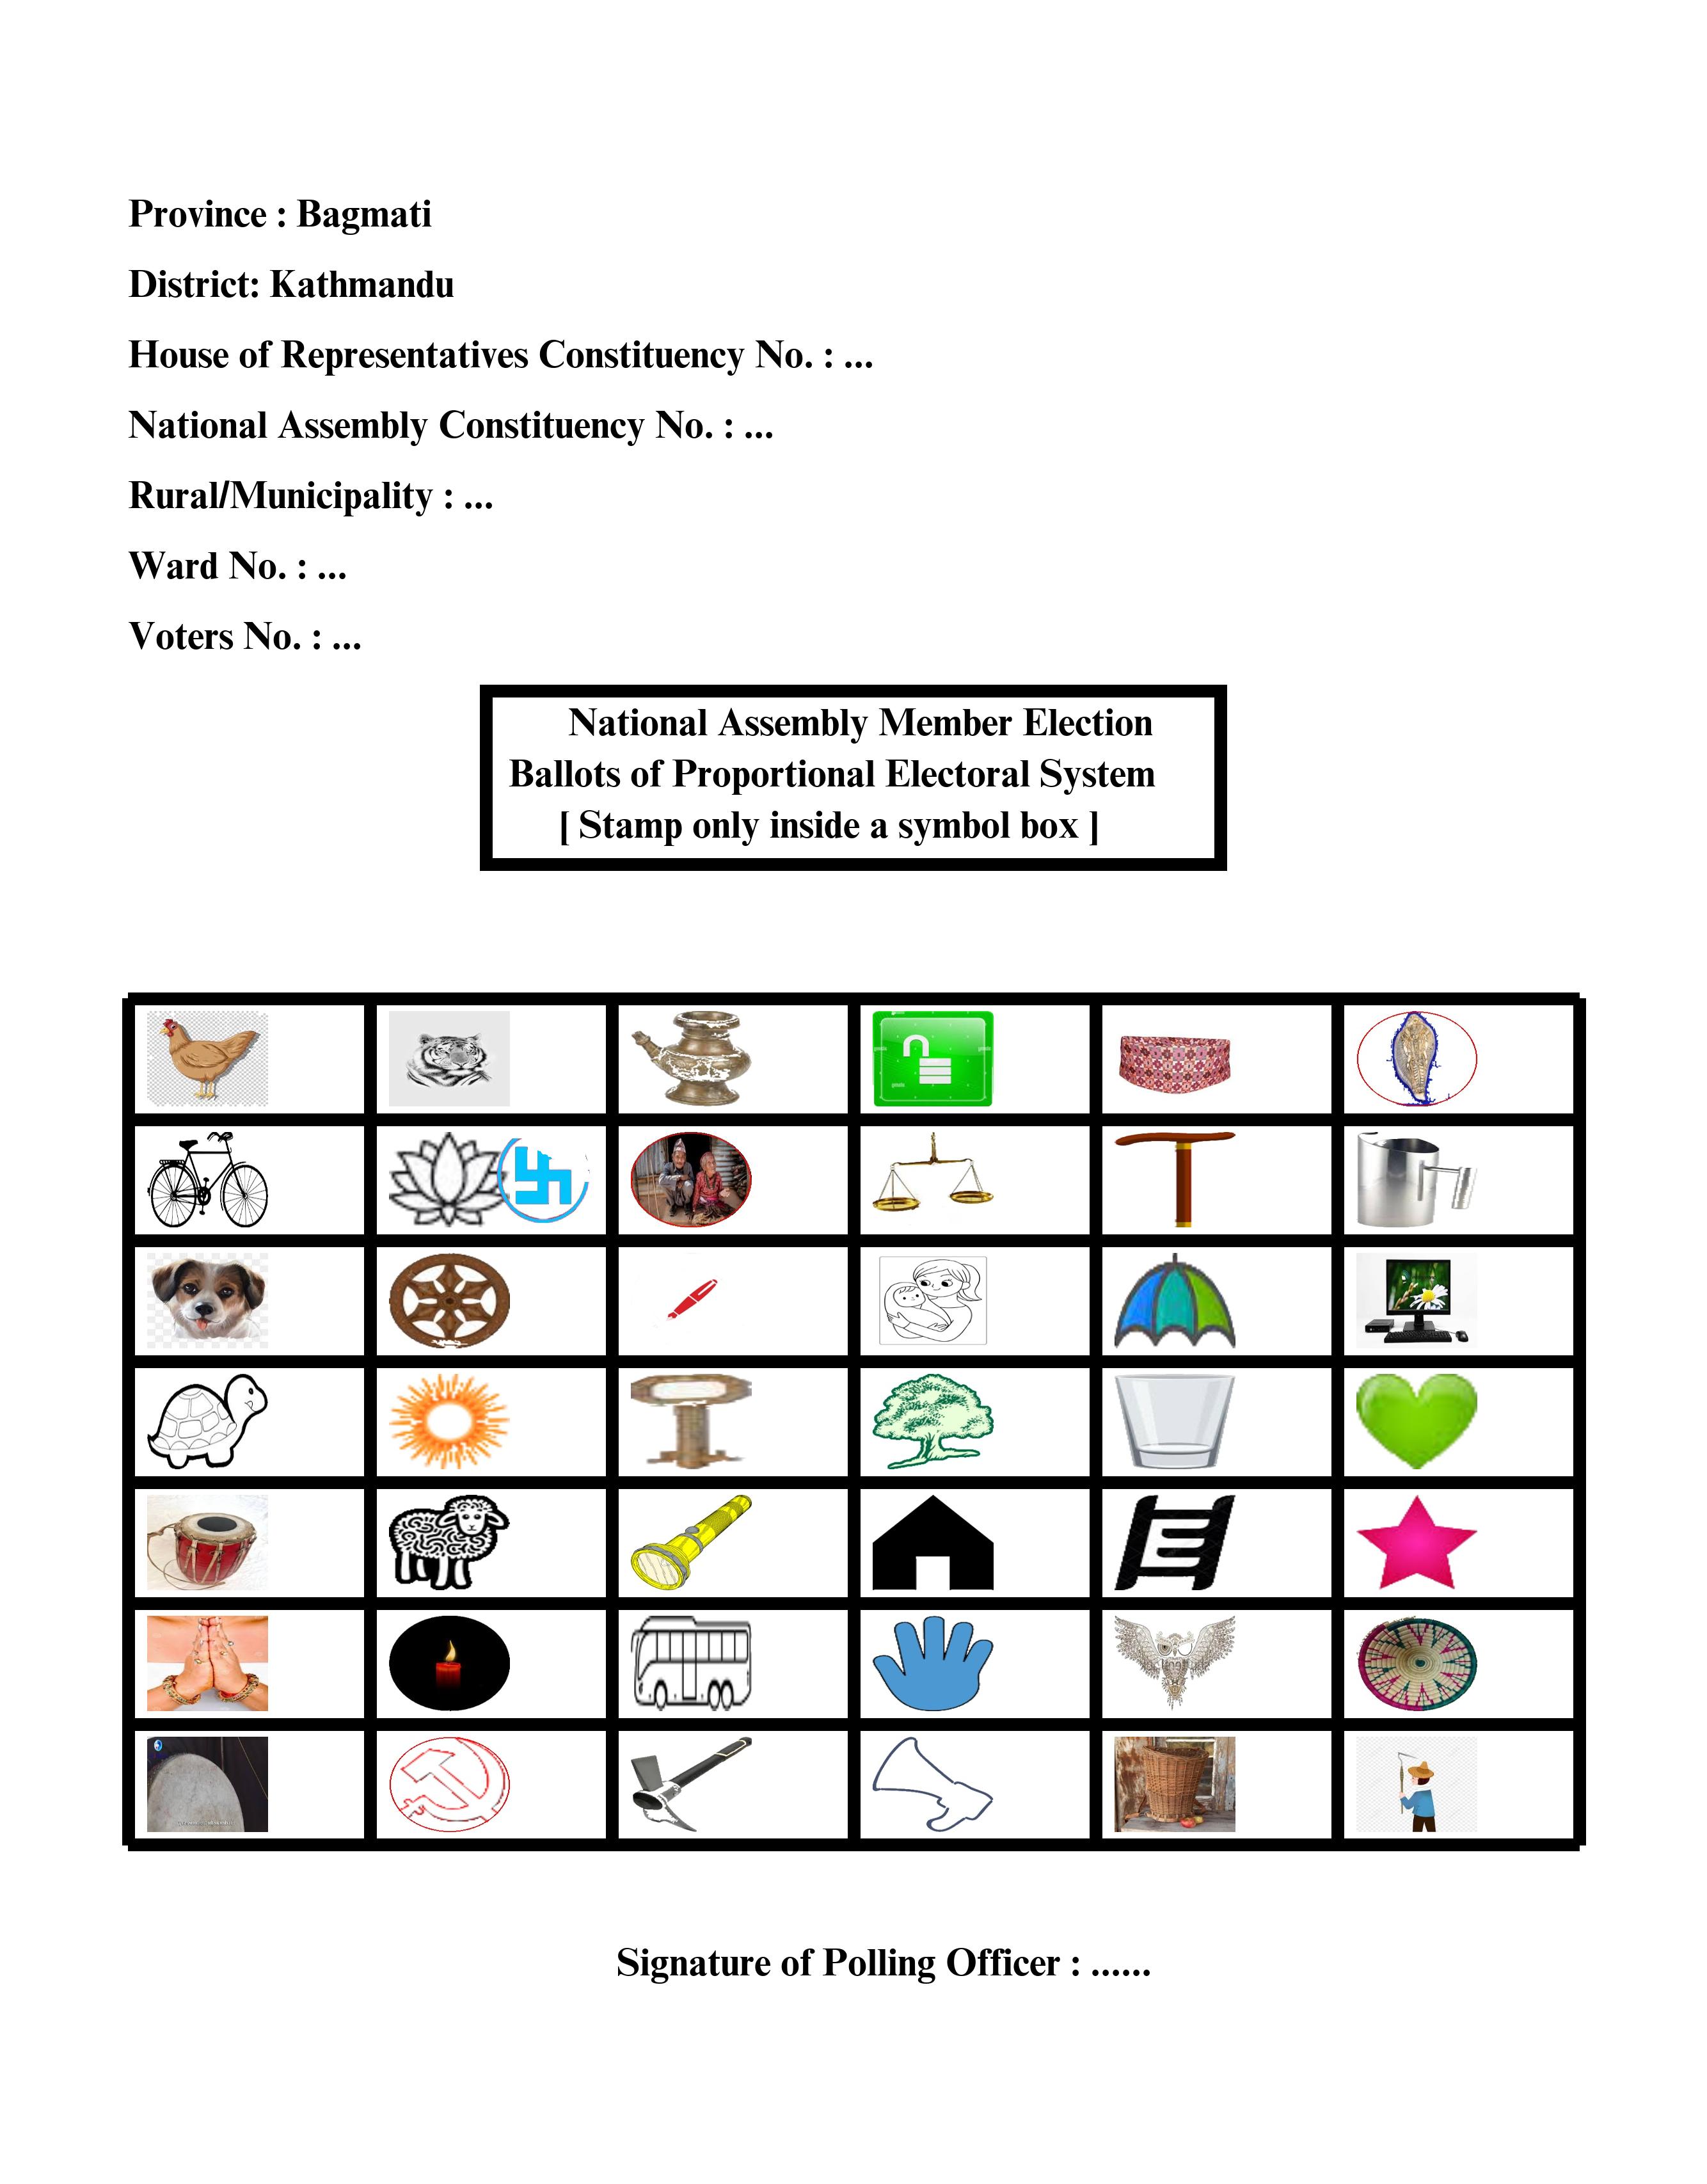 Province : Bagmati
District: Kathmandu
House of Representatives Constituency No. : ...
National Assembly Constituency No. : ...
Rural/Municipality : ...
Ward No. : ...
Voters No. : ...
National Assembly Member Election
Ballots of Proportional Electoral System
[ Stamp only inside a symbol box ]
Signature of Polling Officer : ......